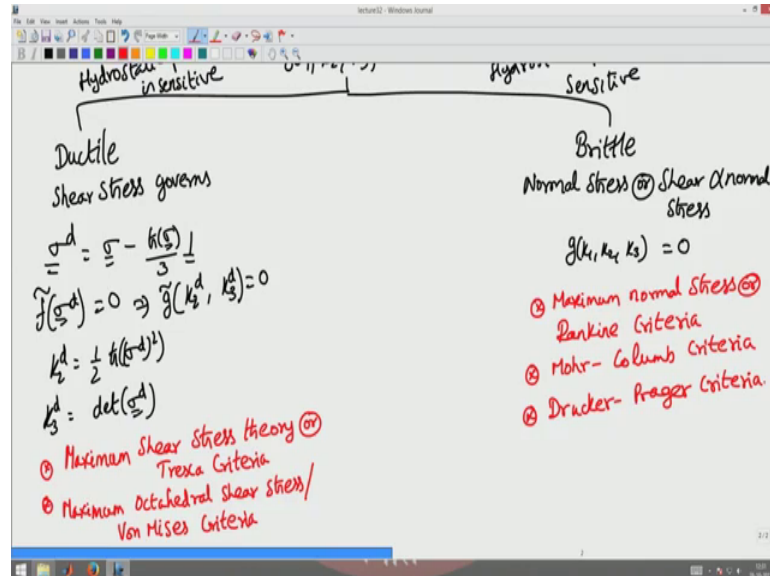 lecture32 - Windows Journal
File Edit View Insert Actions Tools Help
Page Width
B I
insensitive
Sensitive
Ductile
Shear Stress governs
σ^d = σ - tr(σ)/3 1
f̃(σ^d) = 0 ⇒ g̃(K₂^d, K₃^d) = 0
K₂^d = 1/2 tr((σ^d)²)
K₃^d = det(σ^d)
⊗ Maximum Shear Stress theory or
Tresca Criteria
⊗ Maximum Octahedral Shear Stress/
Von Mises Criteria
Brittle
Normal Stress or Shear & normal
Stress
g(K₁, K₂, K₃) = 0
⊗ Maximum normal Stress or
Rankine Criteria
⊗ Mohr- Columb Criteria
⊗ Drucker- Prager Criteria.
2/2